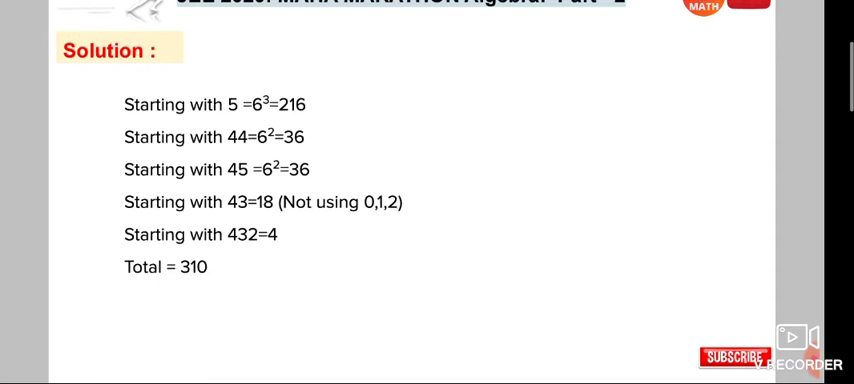 MATH
Solution :
Starting with 5 =6³=216
Starting with 44=6²=36
Starting with 45 =6²=36
Starting with 43=18 (Not using 0,1,2)
Starting with 432=4
Total = 310
SUBSCRIBE
RECORDER